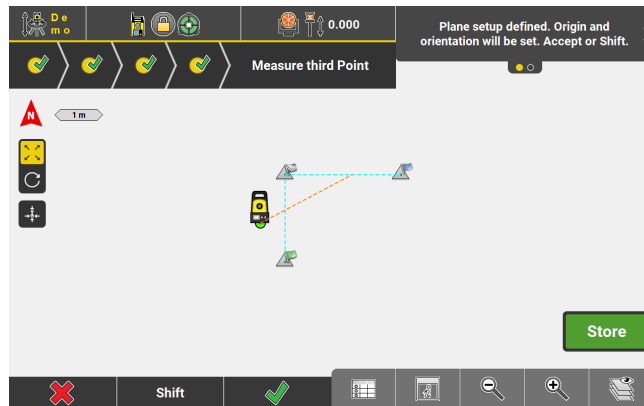 De
mo
0.000
Plane setup defined. Origin and
orientation will be set. Accept or Shift.
Measure third Point
N
1 m
Store
Shift